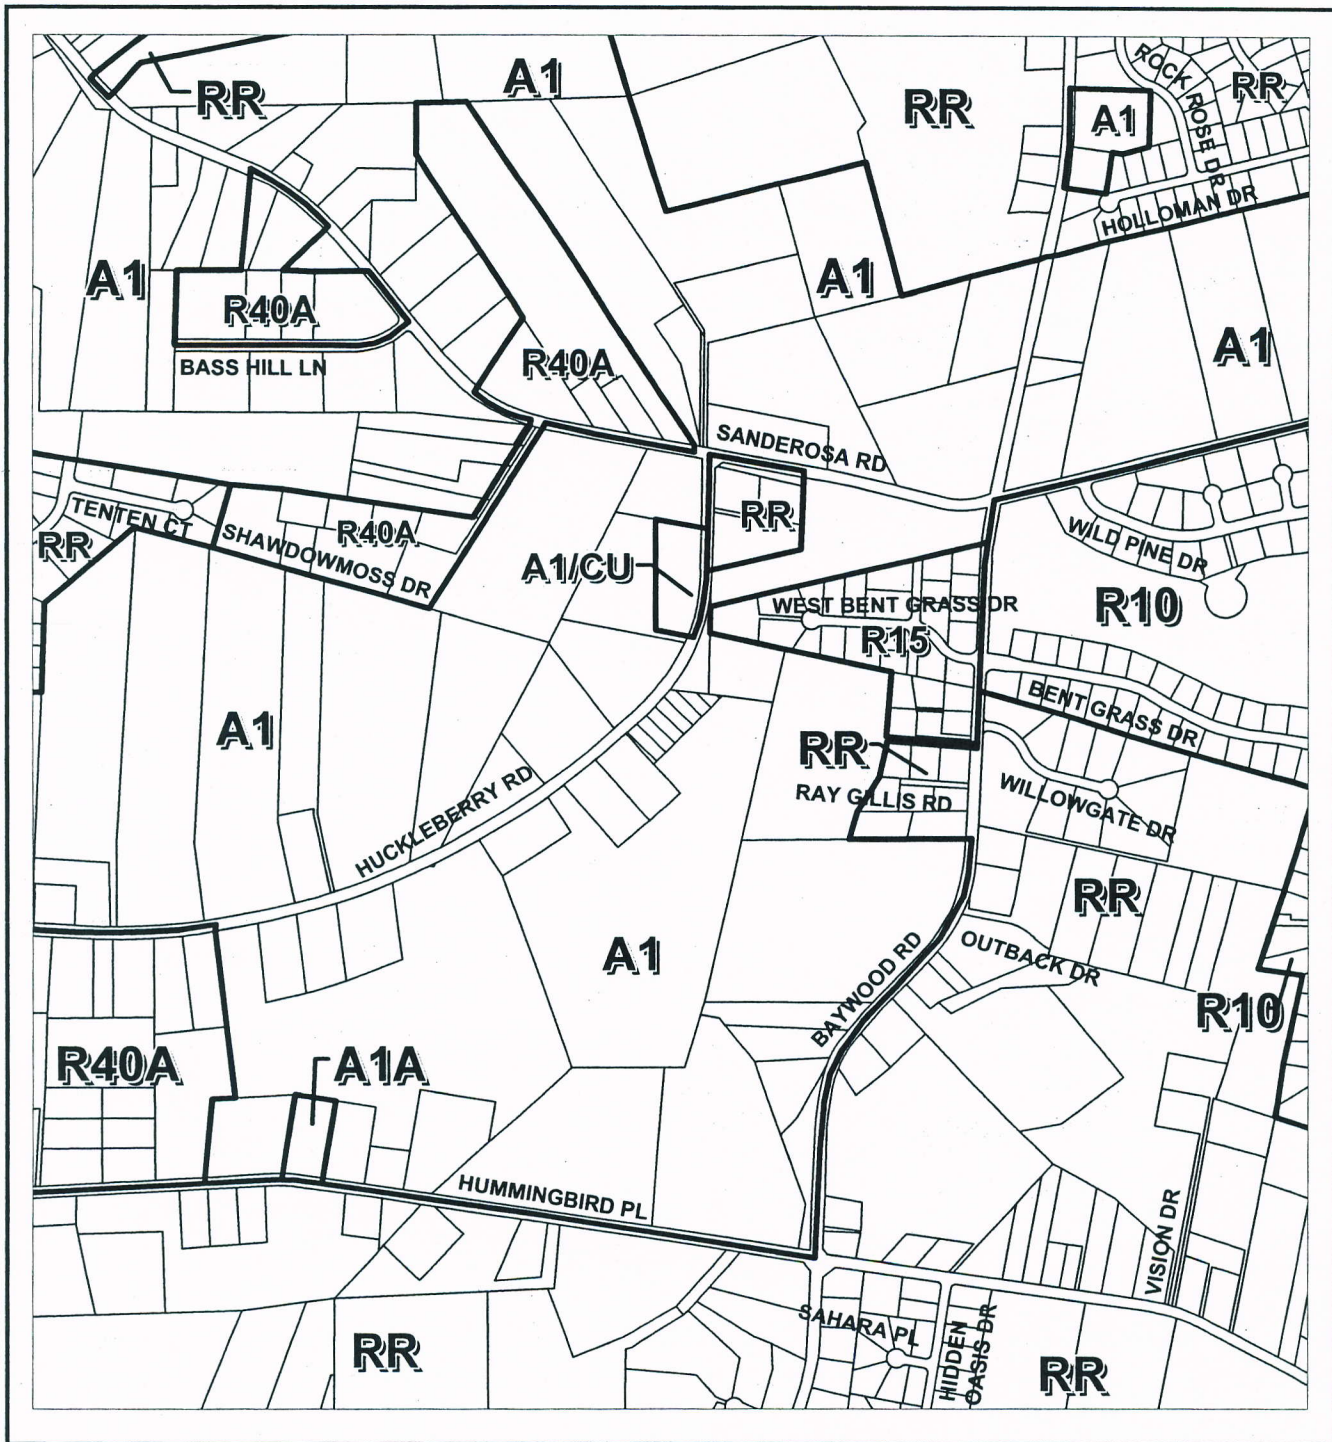 A1
RR
RR
RR
A1
ROCK ROSE DR
HOLLOMAN DR
A1
A1
R40A
BASS HILL LN
R40A
A1
SANDEROSA RD
RR
TENTEN CT
RR
SHAWDOWMOSS DR
R40A
A1/CU
WILD PINE DR
R10
WEST BENT GRASS DR
R15
BENT GRASS DR
A1
RR
RAY GILLIS RD
WILLOWGATE DR
HUCKLEBERRY RD
RR
A1
BAYWOOD RD
OUTBACK DR
R10
R40A
A1A
HUMMINGBIRD PL
VISION DR
SAHARA PL
HIDDEN
OASIS DR
RR
RR